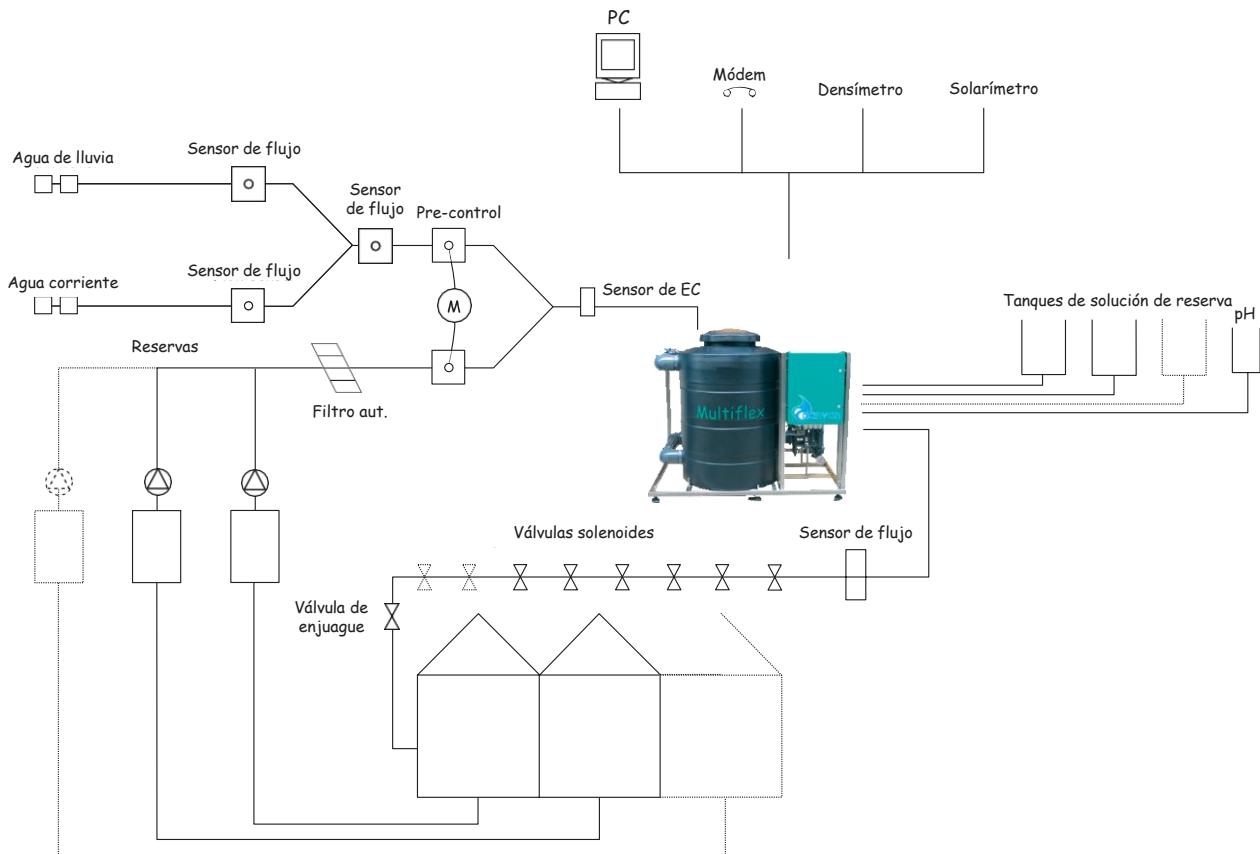 PC
Módem
Densímetro
Solarímetro
Agua de lluvia
Sensor de flujo
Sensor
de flujo
Pre-control
Agua corriente
Sensor de flujo
M
Sensor de EC
Tanques de solución de reserva
pH
Reservas
Filtro aut.
Multiflex
Válvulas solenoides
Sensor de flujo
Válvula de
enjuague